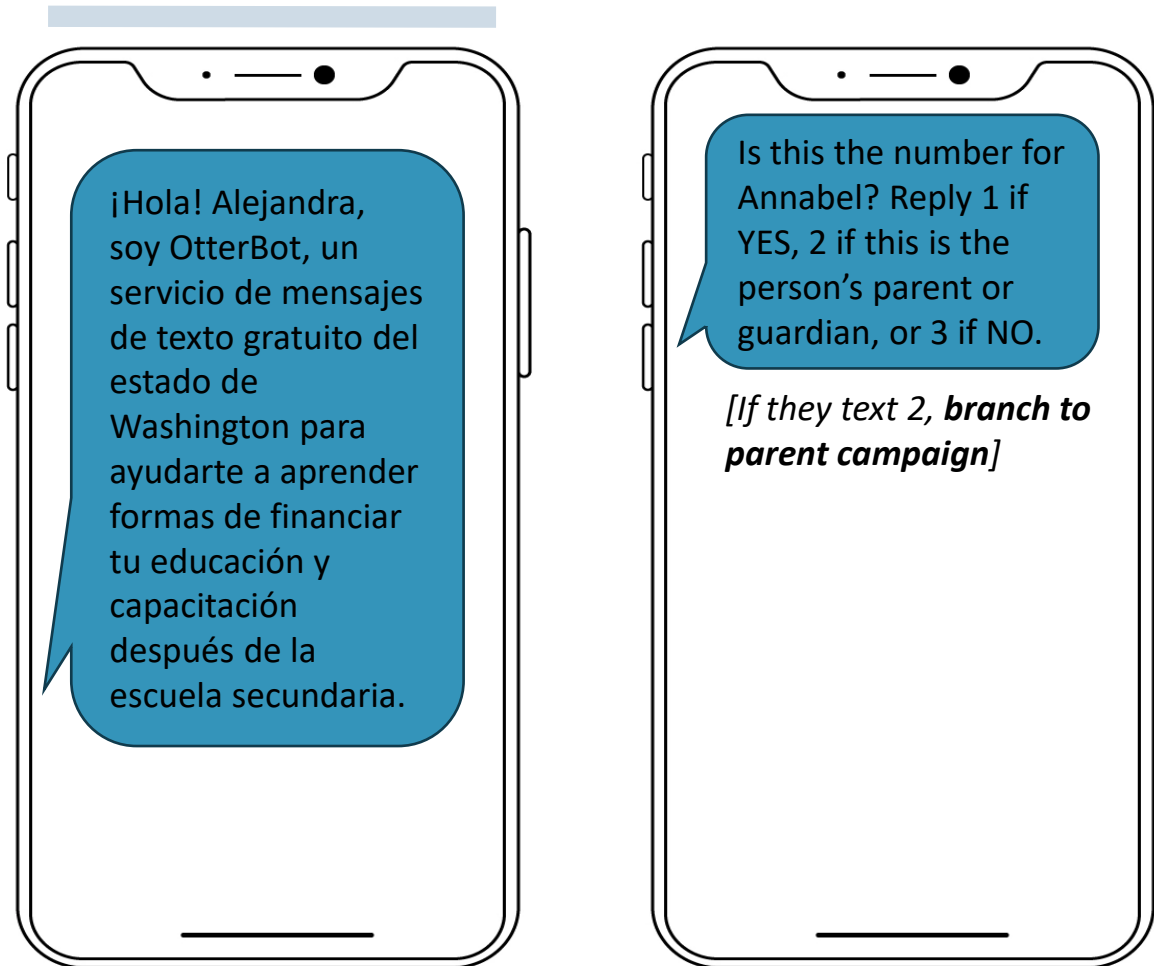 ¡Hola! Alejandra,
soy OtterBot, un
servicio de mensajes
de texto gratuito del
estado de
Washington para
ayudarte a aprender
formas de financiar
tu educación y
capacitación
después de la
escuela secundaria.
Is this the number for
Annabel? Reply 1 if
YES, 2 if this is the
person’s parent or
guardian, or 3 if NO.
[If they text 2, branch to
parent campaign]